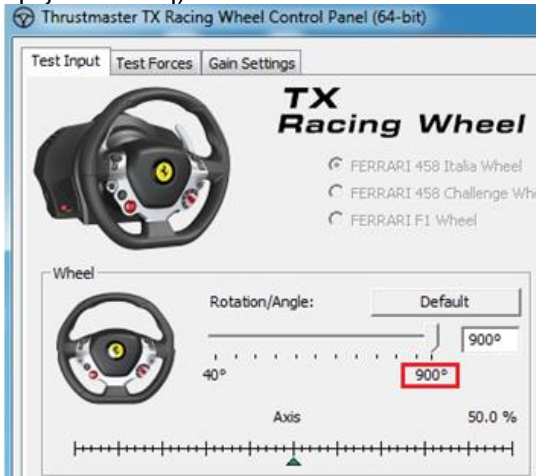 Thrustmaster TX Racing Wheel Control Panel (64-bit)
Test Input Test Forces Gain Settings
TX
Racing Wheel
FERRARI 458 Italia Wheel
FERRARI 458 Challenge Whe
FERRARI F1 Wheel
Wheel
Rotation/Angle: Default
900°
40° 900°
Axis 50.0 %